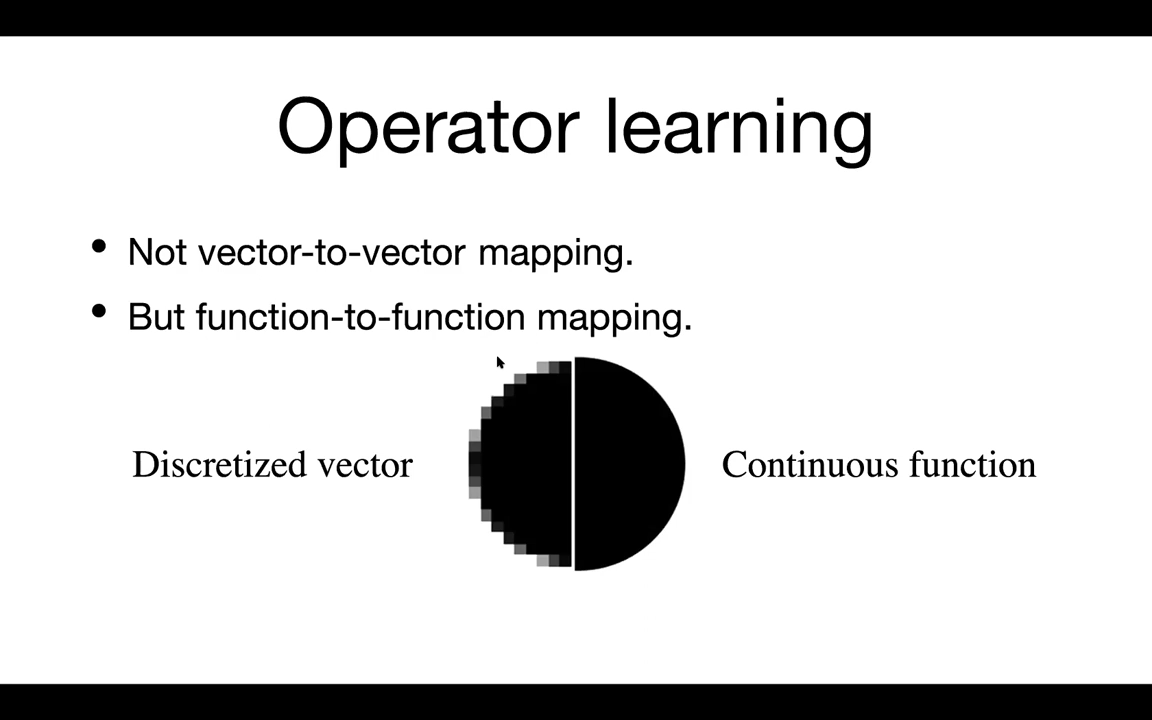 Operator learning
• Not vector-to-vector mapping.
• But function-to-function mapping.
Discretized vector
Continuous function